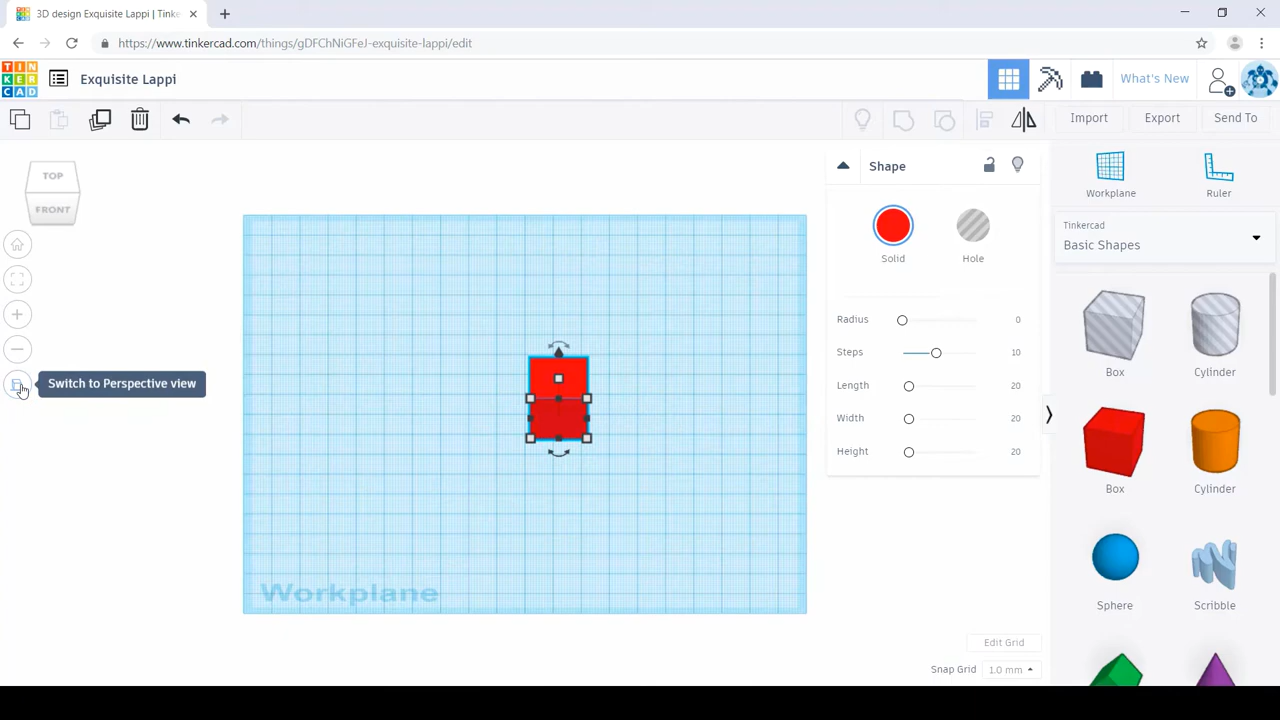 3D design Exquisite Lappi | Tinke
https://www.tinkercad.com/things/gDFChNiGFeJ-exquisite-lappi/edit
TIN
KER
CAD
Exquisite Lappi
What's New
Import
Export
Send To
TOP
FRONT
Switch to Perspective view
Workplane
Shape
Solid
Hole
Radius 0
Steps 10
Length 20
Width 20
Height 20
Edit Grid
Snap Grid 1.0 mm
Workplane
Ruler
Tinkercad
Basic Shapes
Box
Cylinder
Box
Cylinder
Sphere
Scribble